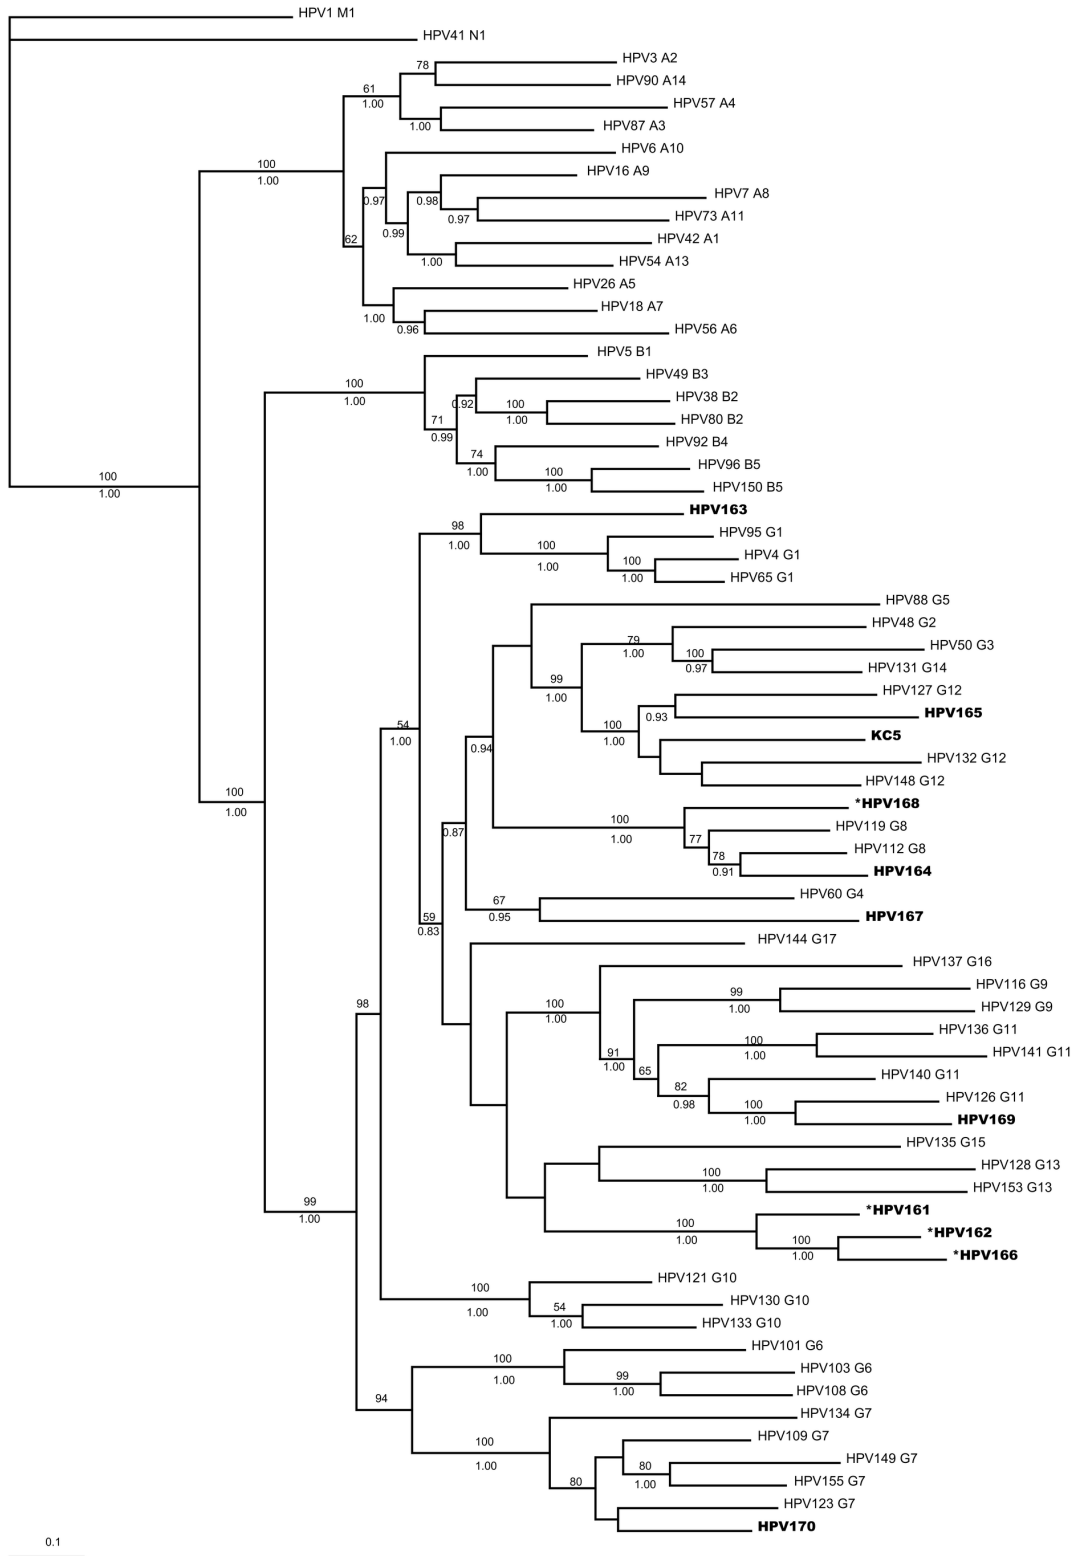 HPV1 M1
HPV41 N1
HPV3 A2
78
HPV90 A14
61
1.00
HPV57 A4
1.00
HPV87 A3
HPV6 A10
100
1.00
HPV16 A9
0.97
0.98
HPV7 A8
0.97
HPV73 A11
0.99
62
HPV42 A1
1.00
HPV54 A13
HPV26 A5
1.00
HPV18 A7
0.96
HPV56 A6
HPV5 B1
100
1.00
HPV49 B3
0.92
HPV38 B2
100
1.00
HPV80 B2
71
0.99
HPV92 B4
74
1.00
HPV96 B5
100
1.00
HPV150 B5
100
1.00
HPV163
98
1.00
HPV95 G1
100
1.00
HPV4 G1
100
1.00
HPV65 G1
HPV88 G5
HPV48 G2
79
1.00
HPV50 G3
100
0.97
HPV131 G14
99
1.00
HPV127 G12
0.93
HPV165
100
1.00
KC5
HPV132 G12
HPV148 G12
54
1.00
0.94
*HPV168
100
1.00
HPV119 G8
77
HPV112 G8
78
0.91
HPV164
100
1.00
0.87
HPV60 G4
67
0.95
HPV167
59
0.83
HPV144 G17
HPV137 G16
HPV116 G9
99
1.00
HPV129 G9
100
1.00
HPV136 G11
100
1.00
HPV141 G11
91
1.00
65
HPV140 G11
82
0.98
HPV126 G11
100
1.00
HPV169
98
HPV135 G15
HPV128 G13
100
1.00
HPV153 G13
*HPV161
100
1.00
*HPV162
100
1.00
*HPV166
99
1.00
HPV121 G10
100
1.00
HPV130 G10
54
1.00
HPV133 G10
HPV101 G6
100
1.00
HPV103 G6
99
1.00
HPV108 G6
94
HPV134 G7
100
1.00
HPV109 G7
HPV149 G7
80
1.00
HPV155 G7
80
HPV123 G7
HPV170
0.1